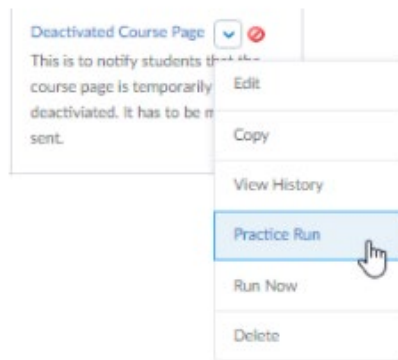 Deactivated Course Page
This is to notify students that the
course page is temporarily
deactiviated. It has to be m
sent.
Edit
Copy
View History
Practice Run
Run Now
Delete